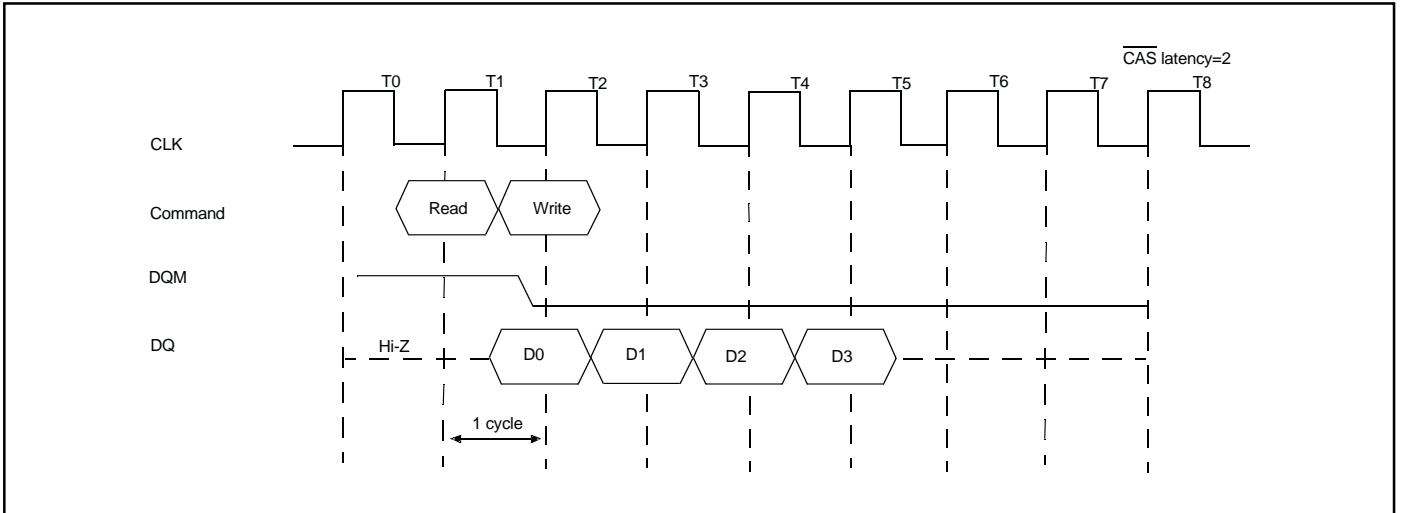 CAS latency=2
T0 T1 T2 T3 T4 T5 T6 T7 T8
CLK
Command Read Write
DQM
DQ Hi-Z D0 D1 D2 D3
1 cycle